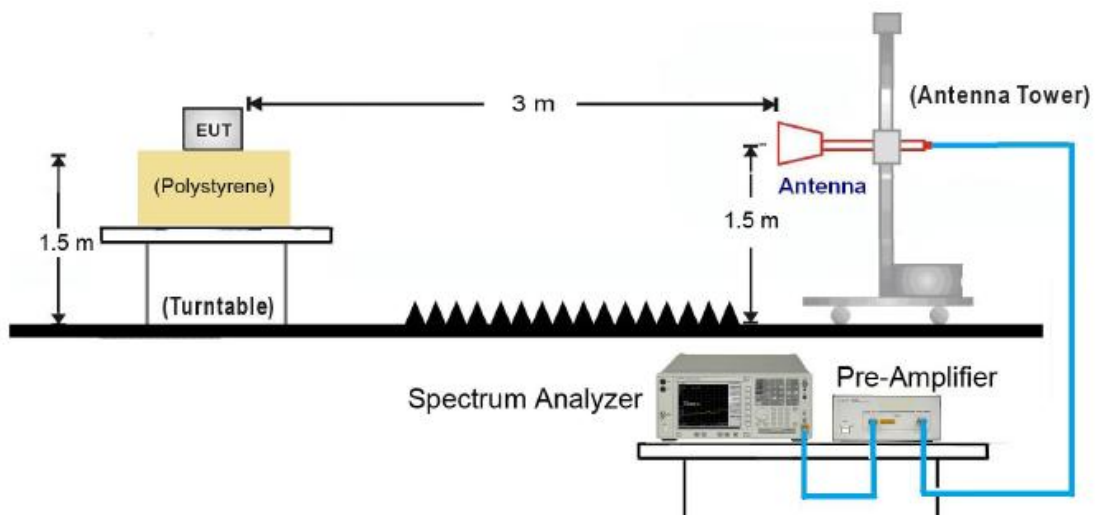 3 m
(Antenna Tower)
EUT
(Polystyrene)
Antenna
1.5 m
1.5 m
(Turntable)
Spectrum Analyzer
Pre-Amplifier